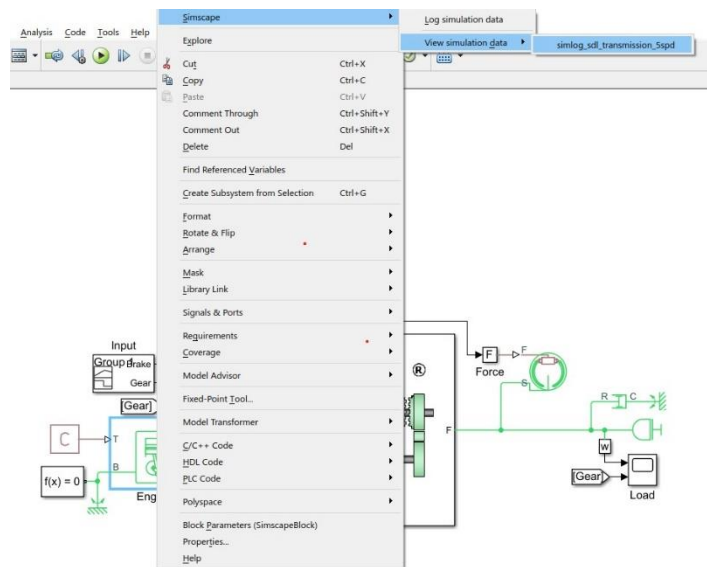 Simscape
Log simulation data
Analysis Code Tools Help
Explore
View simulation data
simlog_sdl_transmission_5spd
Cut Ctrl+X
Copy Ctrl+C
Paste Ctrl+V
Comment Through Ctrl+Shift+Y
Comment Out Ctrl+Shift+X
Delete Del
Find Referenced Variables
Create Subsystem from Selection Ctrl+G
Format
Rotate & Flip
Arrange
Mask
Library Link
Signals & Ports
Requirements
Coverage
Model Advisor
Fixed-Point Tool...
Model Transformer
C/C++ Code
HDL Code
PLC Code
Polyspace
Block Parameters (SimscapeBlock)
Properties...
Help
Input
Group 1
Brake
Gear
[Gear]
C
T
B
f(x) = 0
Eng
®
F
F
F
Force
S
R C
w
[Gear]
Load